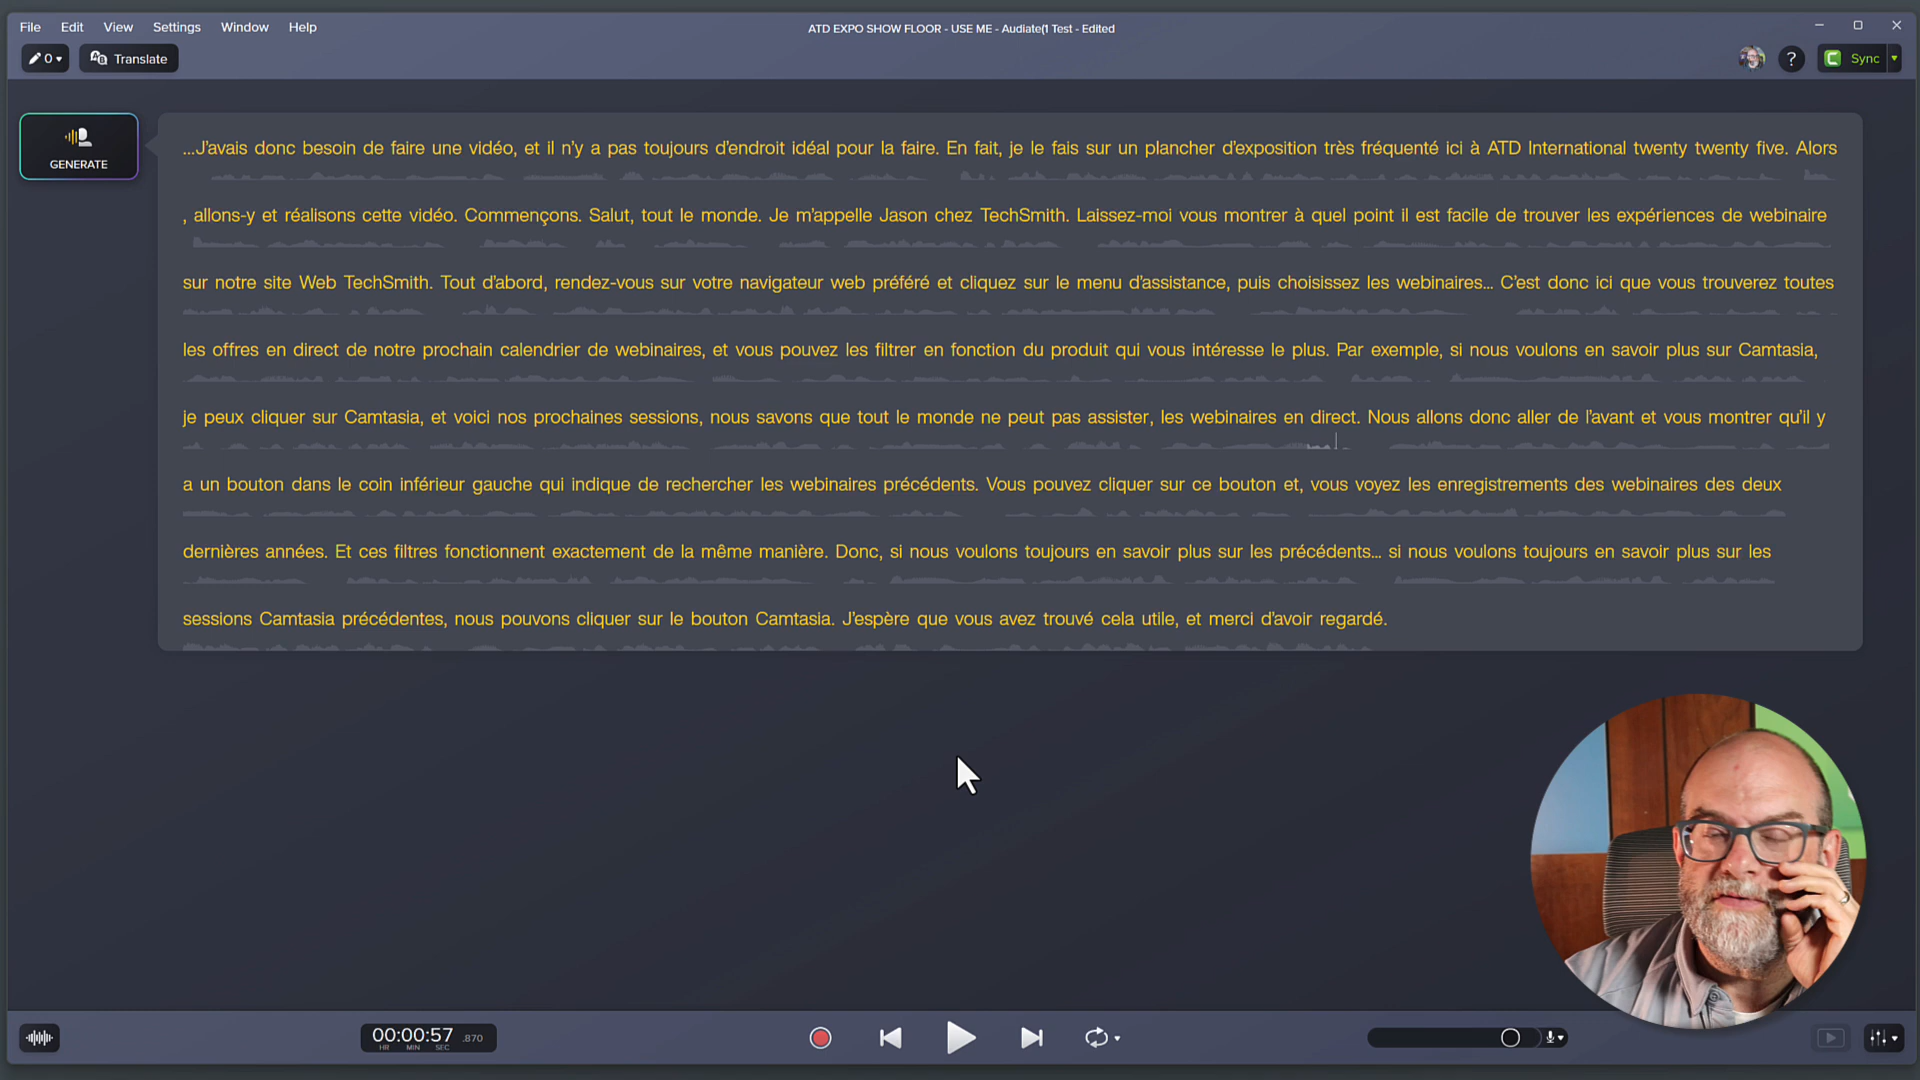 File Edit View Settings Window Help
ATD EXPO SHOW FLOOR - USE ME - Audiate(1 Test - Edited
0 Translate
? Sync
GENERATE
...J'avais donc besoin de faire une vidéo, et il n'y a pas toujours d'endroit idéal pour la faire. En fait, je le fais sur un plancher d'exposition très fréquenté ici à ATD International twenty twenty five. Alors
, allons-y et réalisons cette vidéo. Commençons. Salut, tout le monde. Je m'appelle Jason chez TechSmith. Laissez-moi vous montrer à quel point il est facile de trouver les expériences de webinaire
sur notre site Web TechSmith. Tout d'abord, rendez-vous sur votre navigateur web préféré et cliquez sur le menu d'assistance, puis choisissez les webinaires... C'est donc ici que vous trouverez toutes
les offres en direct de notre prochain calendrier de webinaires, et vous pouvez les filtrer en fonction du produit qui vous intéresse le plus. Par exemple, si nous voulons en savoir plus sur Camtasia,
je peux cliquer sur Camtasia, et voici nos prochaines sessions, nous savons que tout le monde ne peut pas assister, les webinaires en direct. Nous allons donc aller de l'avant et vous montrer qu'il y
a un bouton dans le coin inférieur gauche qui indique de rechercher les webinaires précédents. Vous pouvez cliquer sur ce bouton et, vous voyez les enregistrements des webinaires des deux
dernières années. Et ces filtres fonctionnent exactement de la même manière. Donc, si nous voulons toujours en savoir plus sur les précédents... si nous voulons toujours en savoir plus sur les
sessions Camtasia précédentes, nous pouvons cliquer sur le bouton Camtasia. J'espère que vous avez trouvé cela utile, et merci d'avoir regardé.
00:00:57 .870
HR MIN SEC